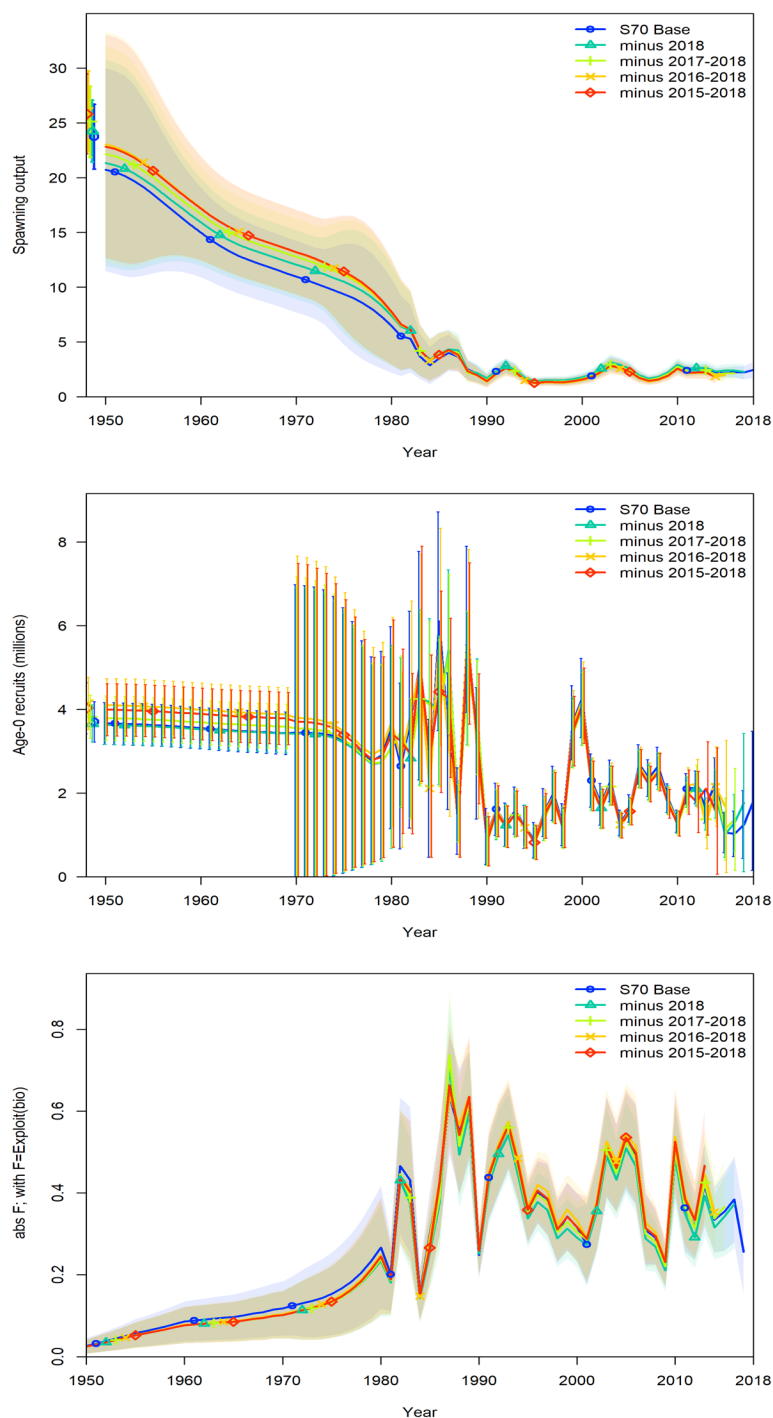 S70 Base
minus 2018
minus 2017-2018
minus 2016-2018
minus 2015-2018
Spawning output
0
5
10
15
20
25
30
1950
1960
1970
1980
1990
2000
2010
2018
Year
S70 Base
minus 2018
minus 2017-2018
minus 2016-2018
minus 2015-2018
Age-0 recruits (millions)
0
2
4
6
8
1950
1960
1970
1980
1990
2000
2010
2018
Year
S70 Base
minus 2018
minus 2017-2018
minus 2016-2018
minus 2015-2018
abs F; with F=Exploit(bio)
0.0
0.2
0.4
0.6
0.8
1950
1960
1970
1980
1990
2000
2010
2018
Year